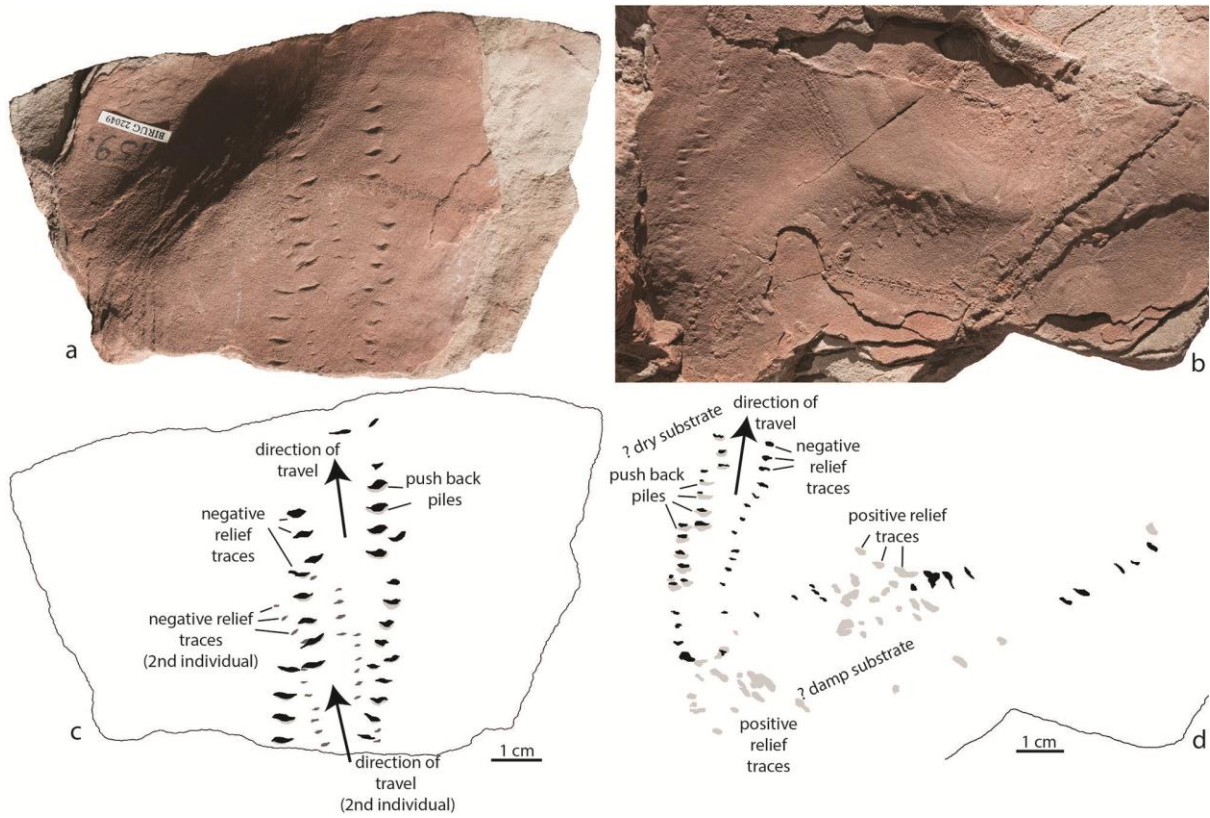 BIRUG 22049
159.
a
b
direction of
travel
push back
piles
negative
relief
traces
negative relief
traces
(2nd individual)
c
1 cm
direction of
travel
(2nd individual)
? dry substrate
direction of
travel
push back
piles
negative
relief
traces
positive relief
traces
? damp substrate
positive
relief
traces
1 cm
d